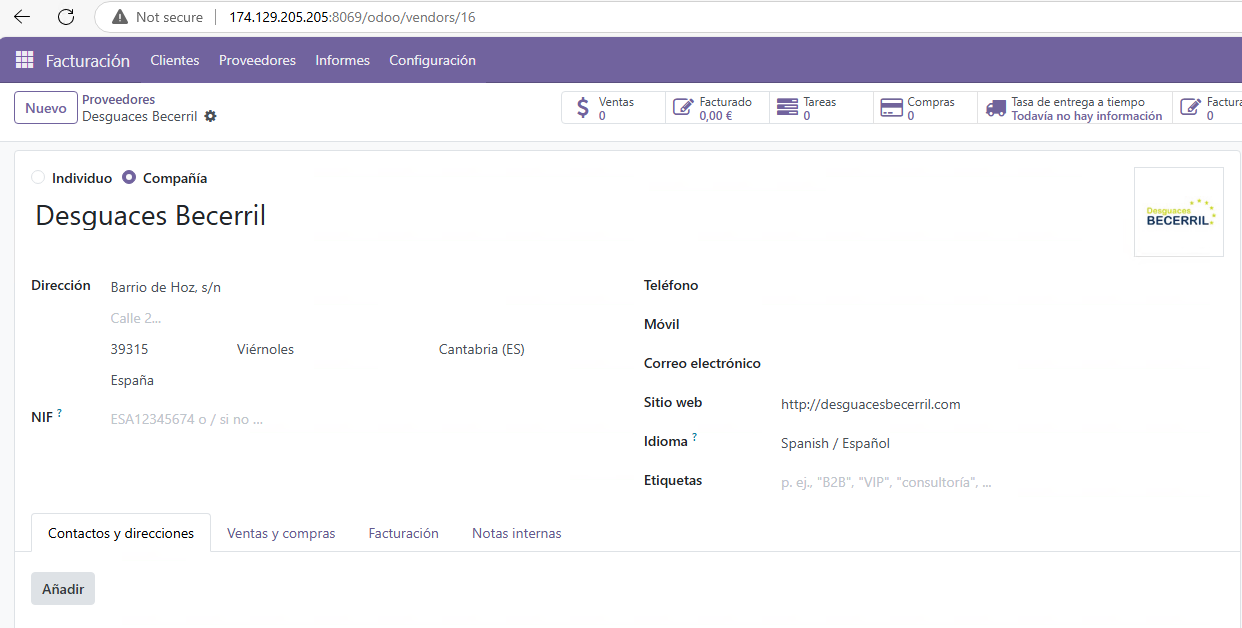 Not secure 174.129.205.205:8069/odoo/vendors/16
Facturación Clientes Proveedores Informes Configuración
Nuevo
Proveedores
Desguaces Becerril
Ventas
0
Facturado
0,00 €
Tareas
0
Compras
0
Tasa de entrega a tiempo
Todavía no hay información
Factura
0
Individuo Compañía
Desguaces Becerril
Desguaces
BECERRIL
Dirección Barrio de Hoz, s/n
Calle 2...
39315 Viérnoles Cantabria (ES)
España
NIF ? ESA12345674 o / si no ...
Teléfono
Móvil
Correo electrónico
Sitio web http://desguacesbecerril.com
Idioma ? Spanish / Español
Etiquetas p. ej., "B2B", "VIP", "consultoría", ...
Contactos y direcciones Ventas y compras Facturación Notas internas
Añadir